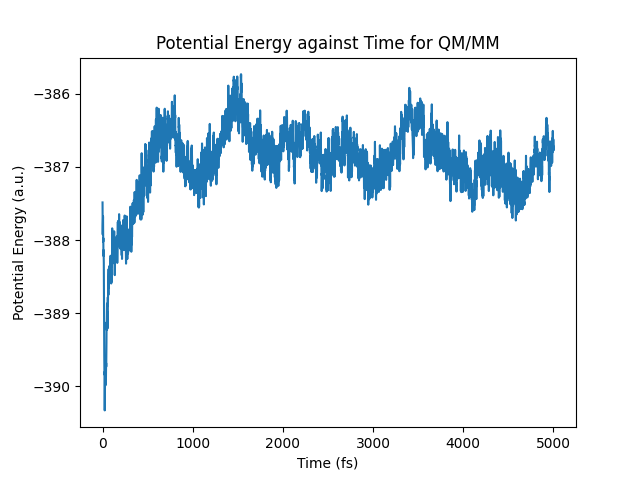 Potential Energy against Time for QM/MM
Potential Energy (a.u.)
−386
−387
−388
−389
−390
0 1000 2000 3000 4000 5000
Time (fs)